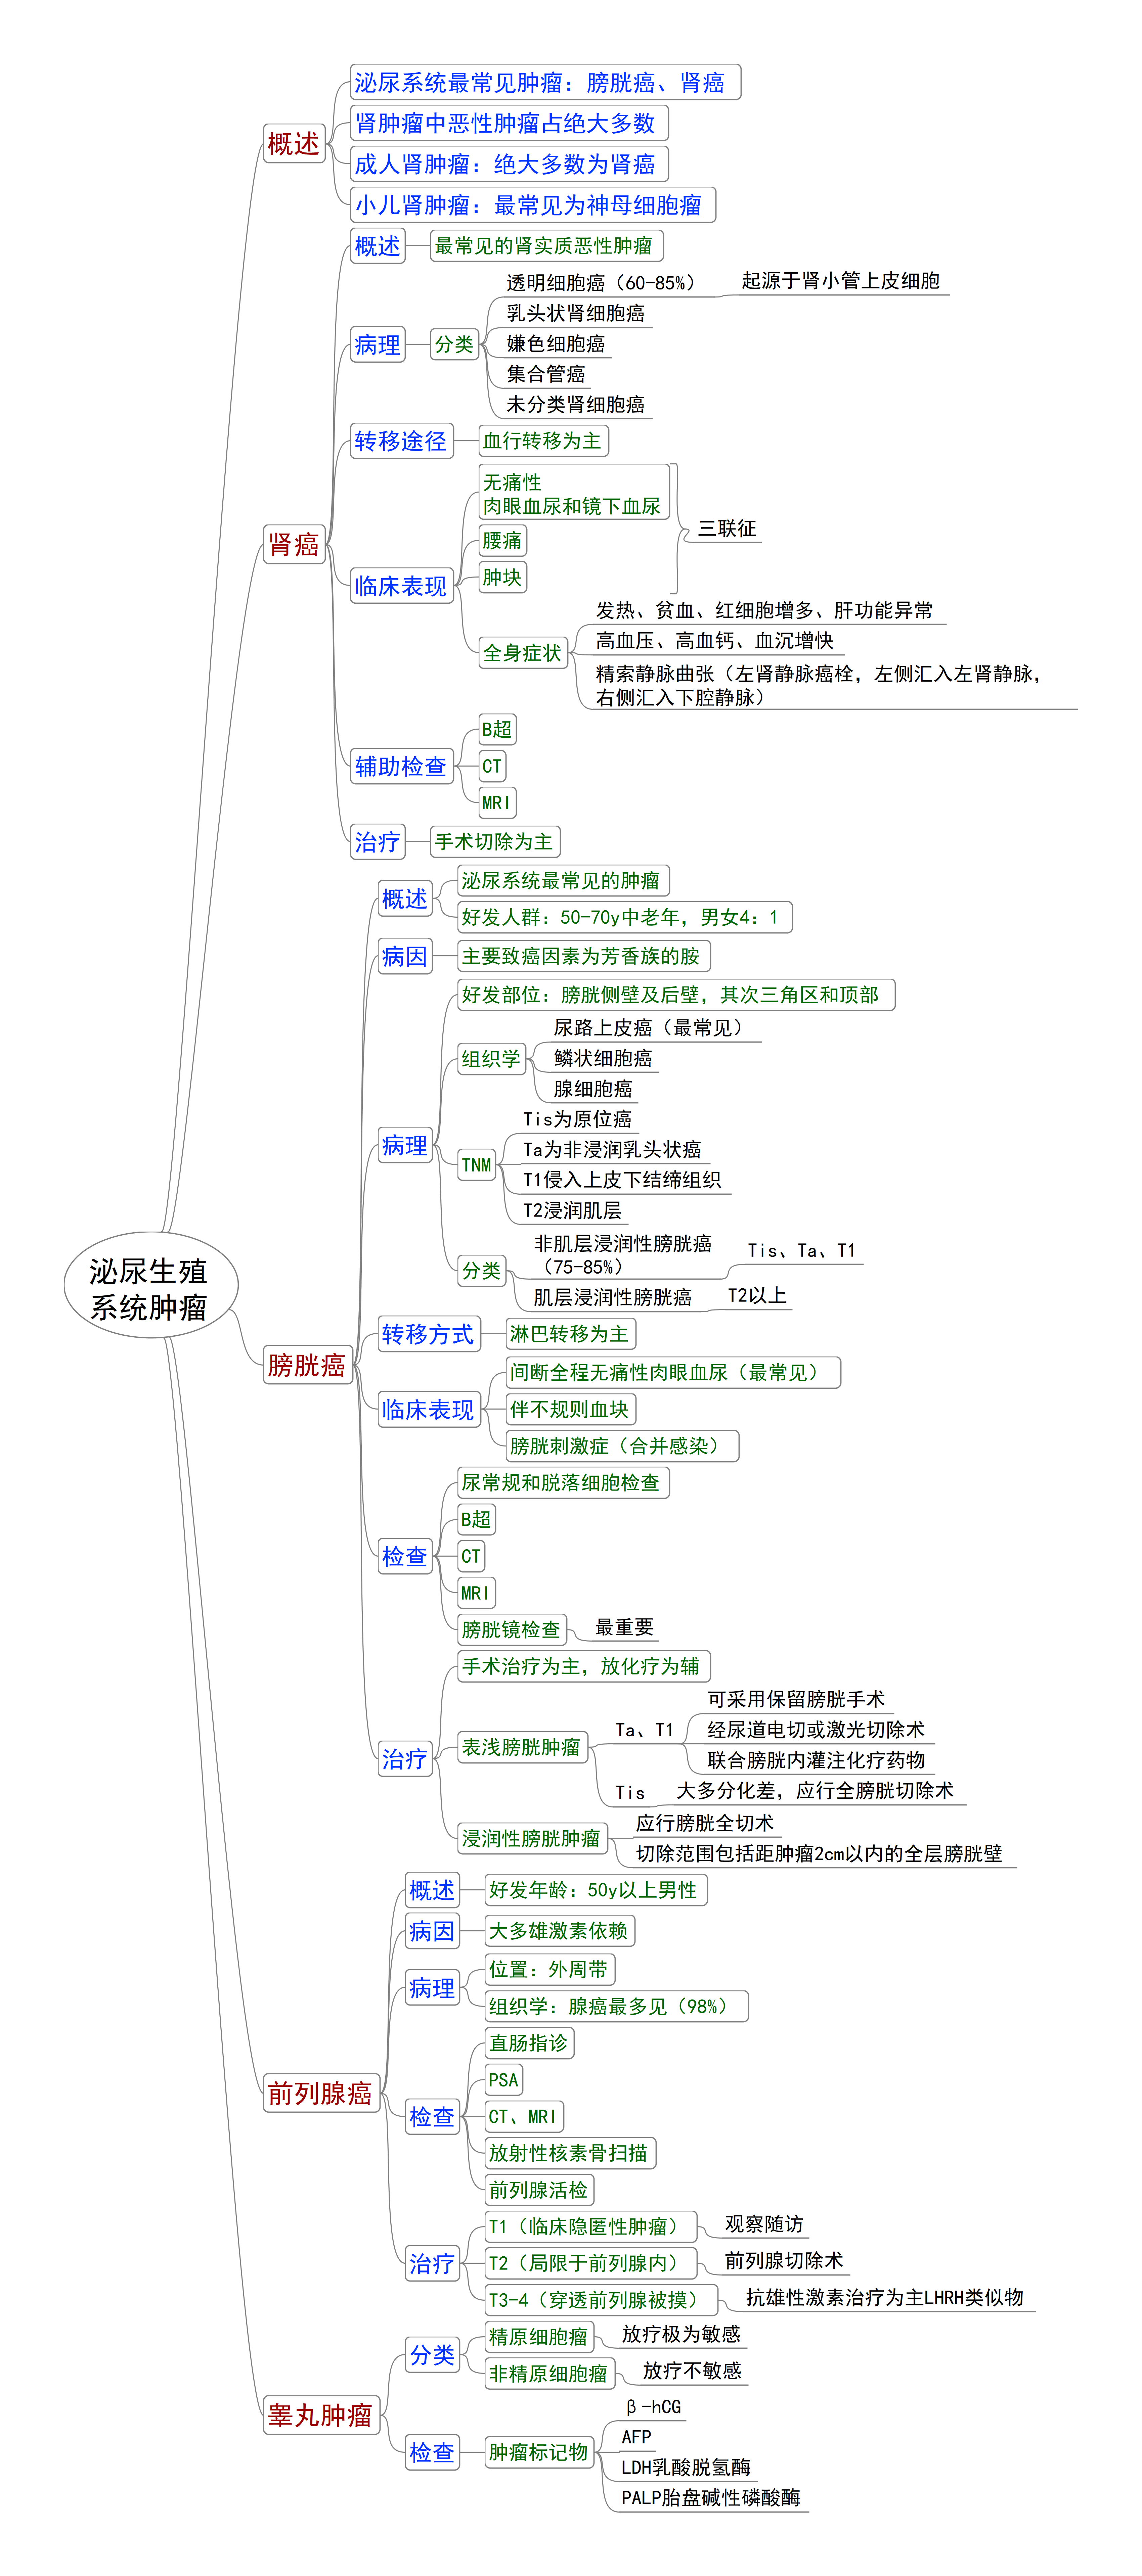 泌尿生殖
系统肿瘤
概述
泌尿系统最常见肿瘤：膀胱癌、肾癌
肾肿瘤中恶性肿瘤占绝大多数
成人肾肿瘤：绝大多数为肾癌
小儿肾肿瘤：最常见为神母细胞瘤
肾癌
概述
最常见的肾实质恶性肿瘤
病理
分类
透明细胞癌（60-85%）
起源于肾小管上皮细胞
乳头状肾细胞癌
嫌色细胞癌
集合管癌
未分类肾细胞癌
转移途径
血行转移为主
临床表现
无痛性
肉眼血尿和镜下血尿
腰痛
肿块
三联征
全身症状
发热、贫血、红细胞增多、肝功能异常
高血压、高血钙、血沉增快
精索静脉曲张（左肾静脉癌栓，左侧汇入左肾静脉，
右侧汇入下腔静脉）
辅助检查
B超
CT
MRI
治疗
手术切除为主
膀胱癌
概述
泌尿系统最常见的肿瘤
好发人群：50-70y中老年，男女4：1
病因
主要致癌因素为芳香族的胺
病理
好发部位：膀胱侧壁及后壁，其次三角区和顶部
组织学
尿路上皮癌（最常见）
鳞状细胞癌
腺细胞癌
TNM
Tis为原位癌
Ta为非浸润乳头状癌
T1侵入上皮下结缔组织
T2浸润肌层
分类
非肌层浸润性膀胱癌
（75-85%）
Tis、Ta、T1
肌层浸润性膀胱癌
T2以上
转移方式
淋巴转移为主
临床表现
间断全程无痛性肉眼血尿（最常见）
伴不规则血块
膀胱刺激症（合并感染）
检查
尿常规和脱落细胞检查
B超
CT
MRI
膀胱镜检查
最重要
治疗
手术治疗为主，放化疗为辅
表浅膀胱肿瘤
Ta、T1
可采用保留膀胱手术
经尿道电切或激光切除术
联合膀胱内灌注化疗药物
Tis
大多分化差，应行全膀胱切除术
浸润性膀胱肿瘤
应行膀胱全切术
切除范围包括距肿瘤2cm以内的全层膀胱壁
前列腺癌
概述
好发年龄：50y以上男性
病因
大多雄激素依赖
病理
位置：外周带
组织学：腺癌最多见（98%）
检查
直肠指诊
PSA
CT、MRI
放射性核素骨扫描
前列腺活检
治疗
T1（临床隐匿性肿瘤）
观察随访
T2（局限于前列腺内）
前列腺切除术
T3-4（穿透前列腺被摸）
抗雄性激素治疗为主LHRH类似物
睾丸肿瘤
分类
精原细胞瘤
放疗极为敏感
非精原细胞瘤
放疗不敏感
检查
肿瘤标记物
β-hCG
AFP
LDH乳酸脱氢酶
PALP胎盘碱性磷酸酶